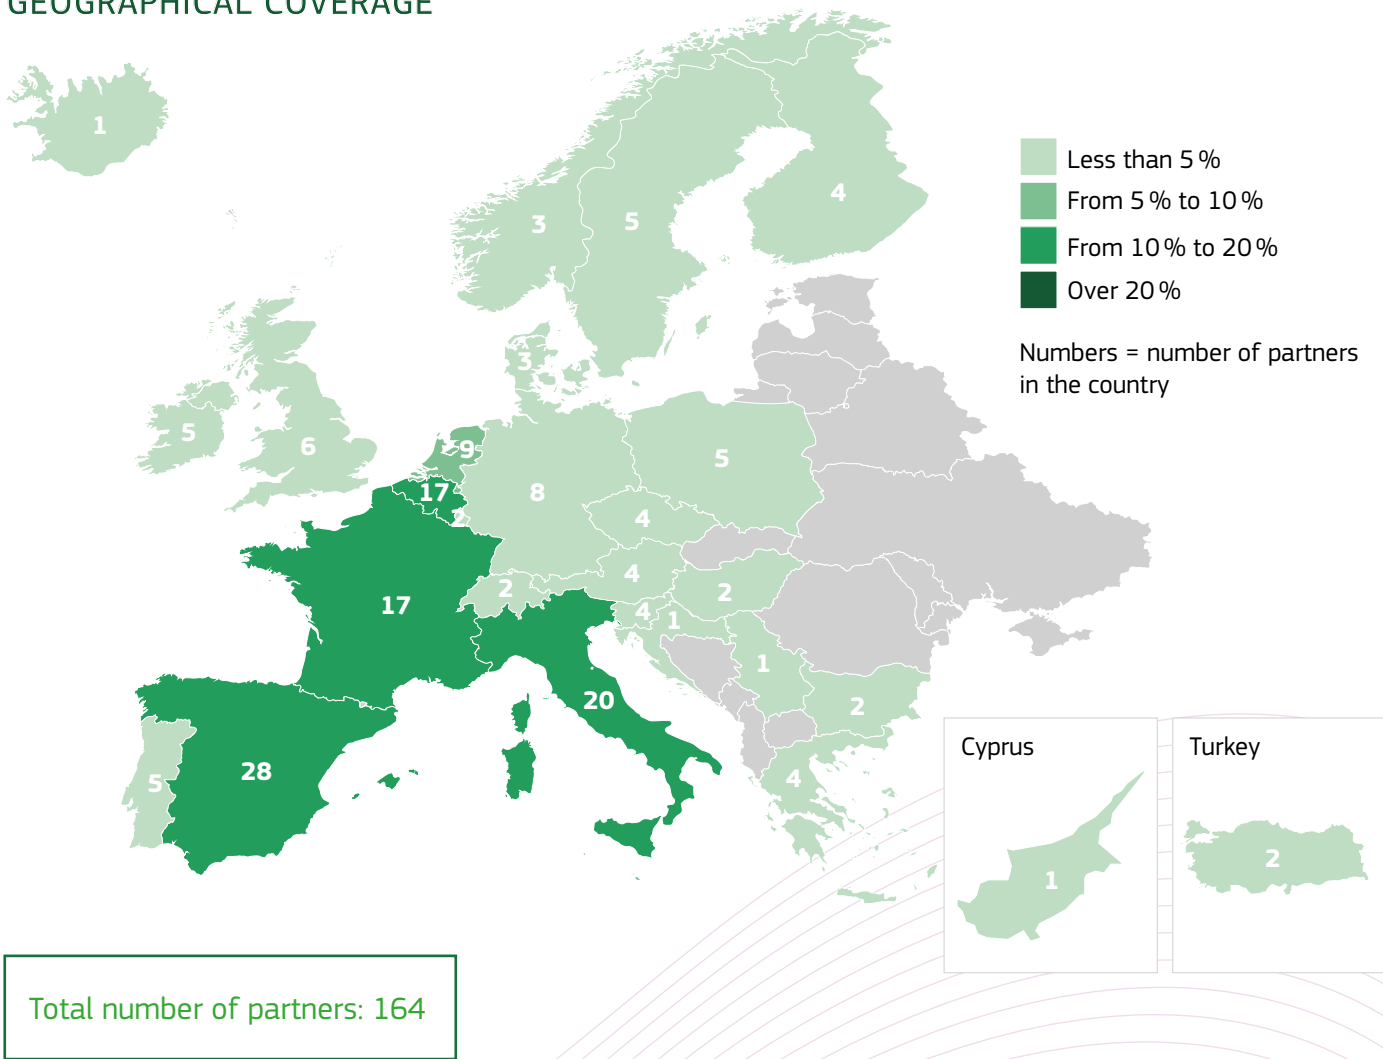 GEOGRAPHICAL COVERAGE
1
Less than 5 %
From 5 % to 10 %
From 10 % to 20 %
Over 20 %
Numbers = number of partners
in the country
4
3
5
3
5
6
9
5
17
8
2
4
4
2
2
17
4
1
1
20
2
28
5
4
Cyprus
1
Turkey
2
Total number of partners: 164